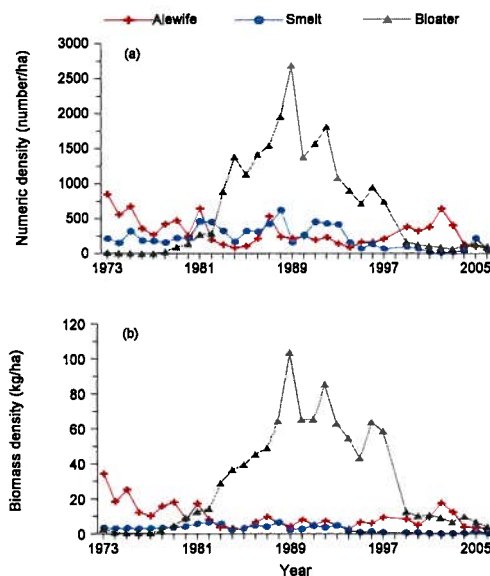 Alewife Smelt Bloater
(a)
Numeric density (number/ha)
3000
2500
2000
1500
1000
500
0
1973 1981 1989 1997 2005
(b)
Biomass density (kg/ha)
120
100
80
60
40
20
0
1973 1981 1989 1997 2005
Year